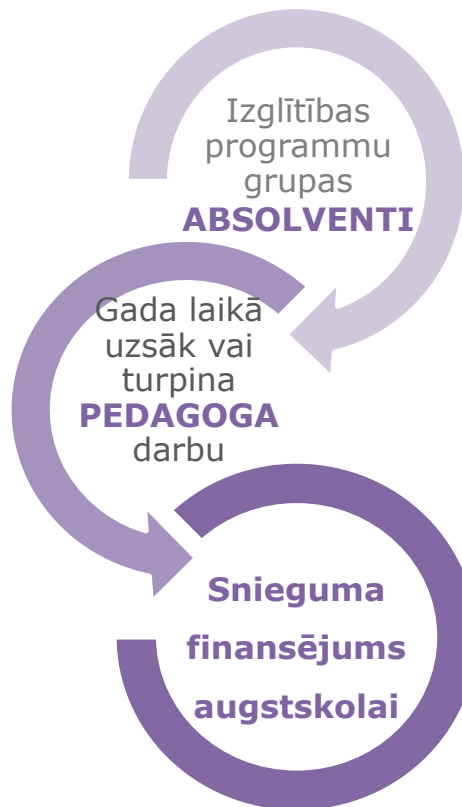 Izglītības
programmu
grupas
ABSOLVENTI
Gada laikā
uzsāk vai
turpina
PEDAGOGA
darbu
Snieguma
finansējums
augstskolai